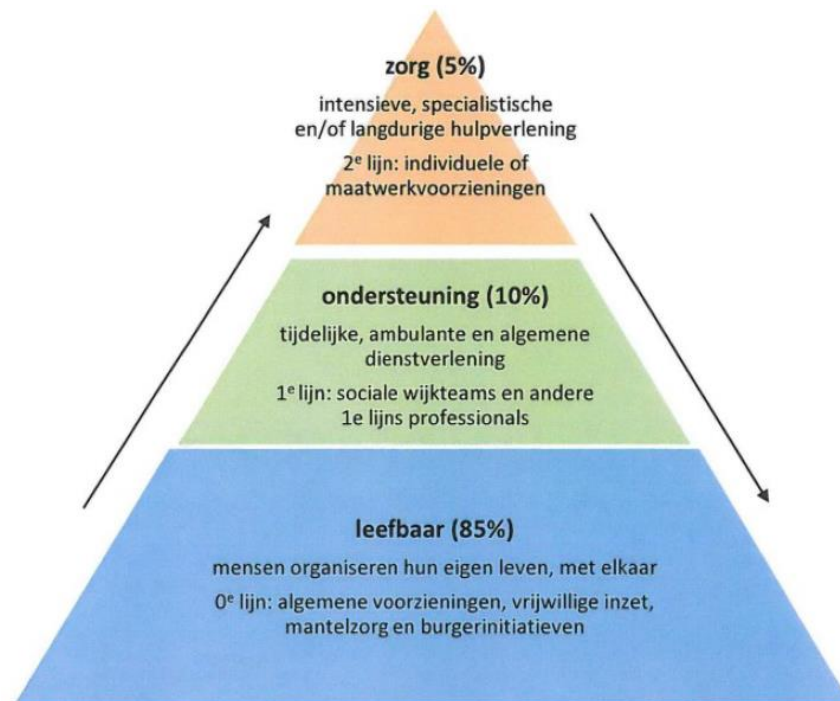 zorg (5%)
intensieve, specialistische
en/of langdurige hulpverlening
2e lijn: individuele of
maatwerkvoorzieningen
ondersteuning (10%)
tijdelijke, ambulante en algemene
dienstverlening
1e lijn: sociale wijkteams en andere
1e lijns professionals
leefbaar (85%)
mensen organiseren hun eigen leven, met elkaar
0e lijn: algemene voorzieningen, vrijwillige inzet,
mantelzorg en burgerinitiatieven